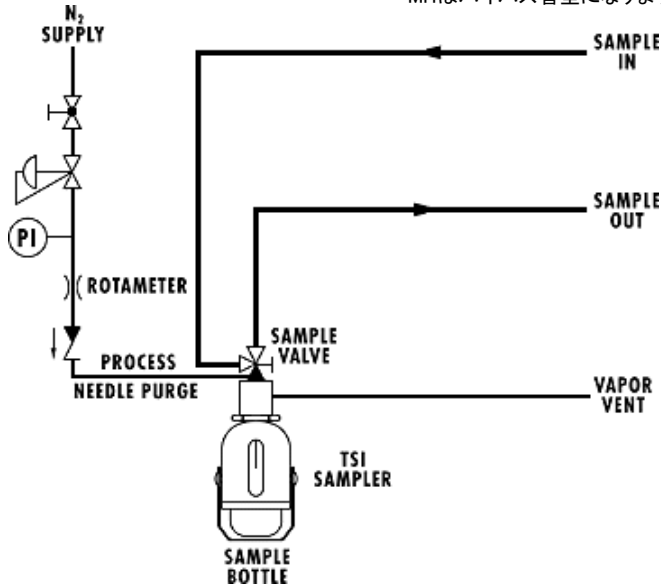 N₂
SUPPLY
SAMPLE
IN
SAMPLE
OUT
PI
ROTAMETER
SAMPLE
VALVE
PROCESS
NEEDLE PURGE
VAPOR
VENT
TSI
SAMPLER
SAMPLE
BOTTLE